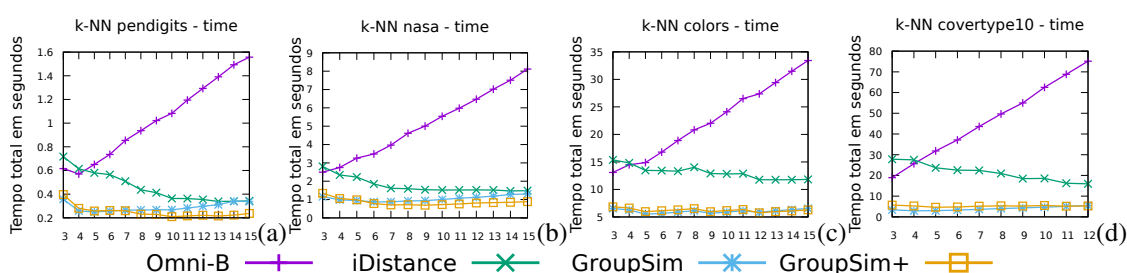 k-NN pendigits - time
Tempo total em segundos
1.6
1.4
1.2
1
0.8
0.6
0.4
0.2
3 4 5 6 7 8 9 10 11 12 13 14 15
(a)
k-NN nasa - time
Tempo total em segundos
9
8
7
6
5
4
3
2
1
0
3 4 5 6 7 8 9 10 11 12 13 14 15
(b)
k-NN colors - time
Tempo total em segundos
35
30
25
20
15
10
5
3 4 5 6 7 8 9 10 11 12 13 14 15
(c)
k-NN covertype10 - time
Tempo total em segundos
80
70
60
50
40
30
20
10
0
3 4 5 6 7 8 9 10 11 12
(d)
Omni-B iDistance GroupSim GroupSim+